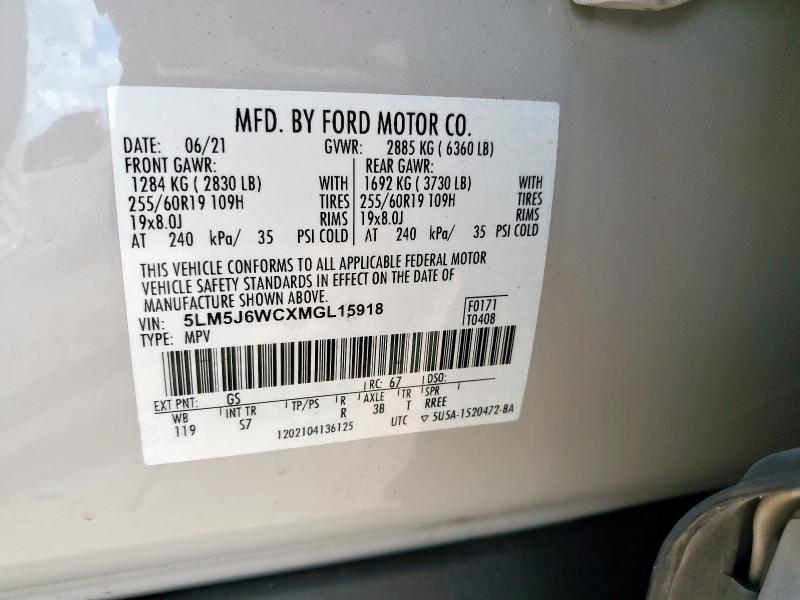 MFD. BY FORD MOTOR CO.
DATE: 06/21 GVWR: 2885 KG ( 6360 LB)
FRONT GAWR: REAR GAWR:
1284 KG ( 2830 LB) WITH 1692 KG ( 3730 LB) WITH
255/60R19 109H TIRES 255/60R19 109H TIRES
19x8.0J RIMS 19x8.0J RIMS
AT 240 kPa/ 35 PSI COLD AT 240 kPa/ 35 PSI COLD
THIS VEHICLE CONFORMS TO ALL APPLICABLE FEDERAL MOTOR
VEHICLE SAFETY STANDARDS IN EFFECT ON THE DATE OF
MANUFACTURE SHOWN ABOVE.
VIN: 5LM5J6WCXMGL15918 F0171
TYPE: MPV T0408
EXT PNT: GS RC: 67 DSO:
WB INT TR TP/PS R AXLE TR SPR
119 S7 R 3B T RREE
1202104136125 UTC ▽ 5U5A-1520472-BA